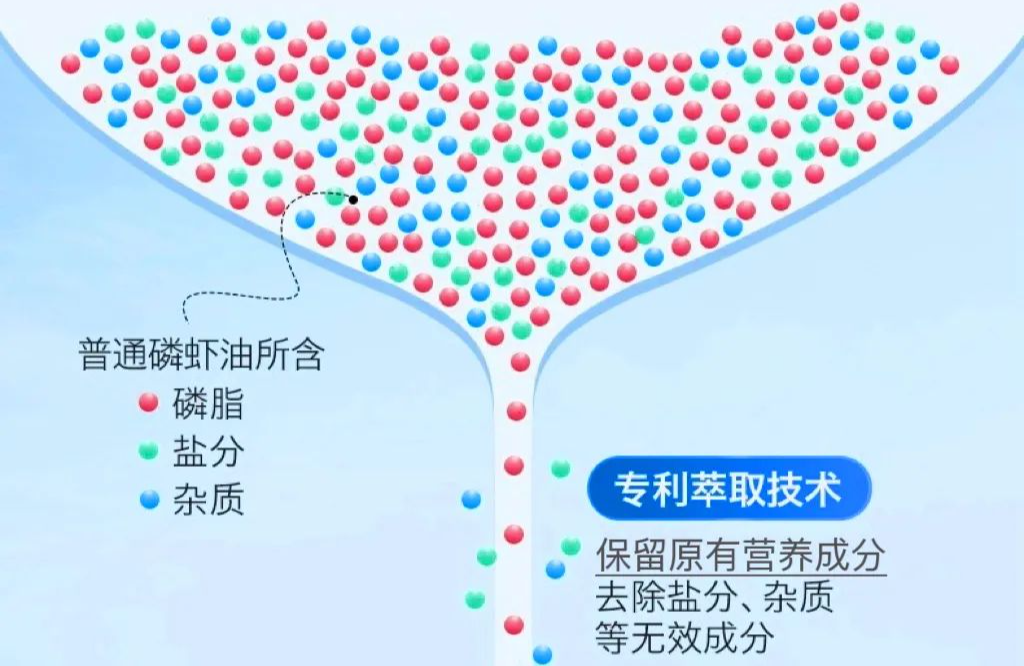 普通磷虾油所含
磷脂
盐分
杂质
专利萃取技术
保留原有营养成分
去除盐分、杂质
等无效成分